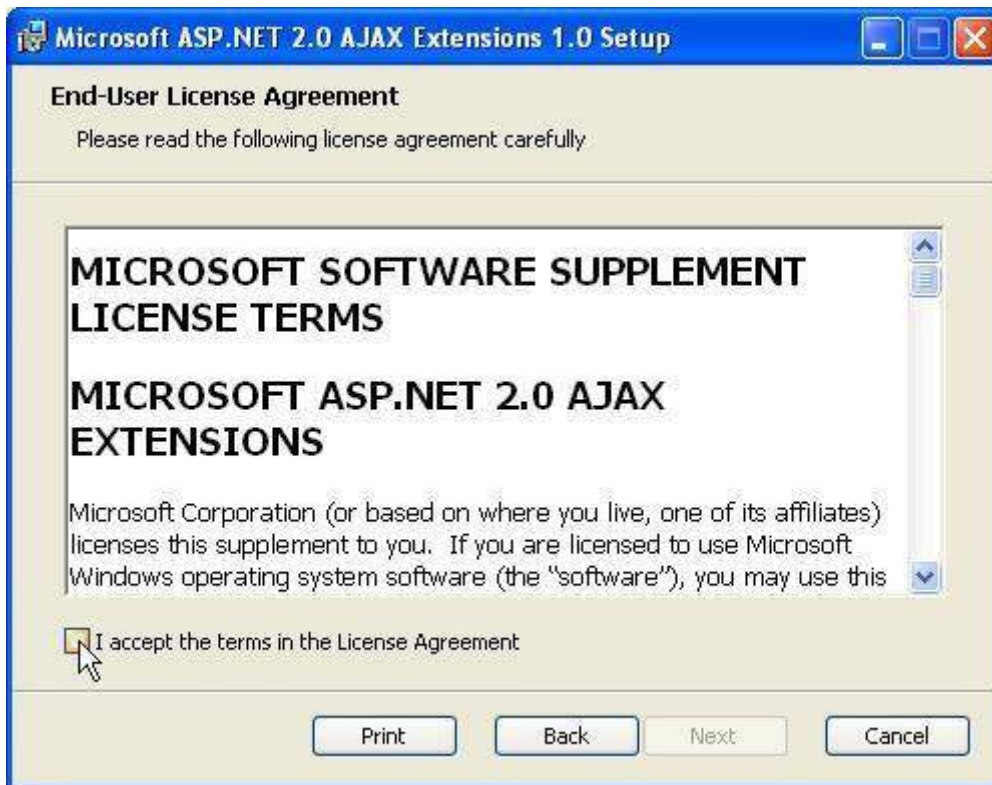 Microsoft ASP.NET 2.0 AJAX Extensions 1.0 Setup
End-User License Agreement
Please read the following license agreement carefully
MICROSOFT SOFTWARE SUPPLEMENT
LICENSE TERMS
MICROSOFT ASP.NET 2.0 AJAX
EXTENSIONS
Microsoft Corporation (or based on where you live, one of its affiliates)
licenses this supplement to you.  If you are licensed to use Microsoft
Windows operating system software (the "software"), you may use this
I accept the terms in the License Agreement
Print Back Next Cancel